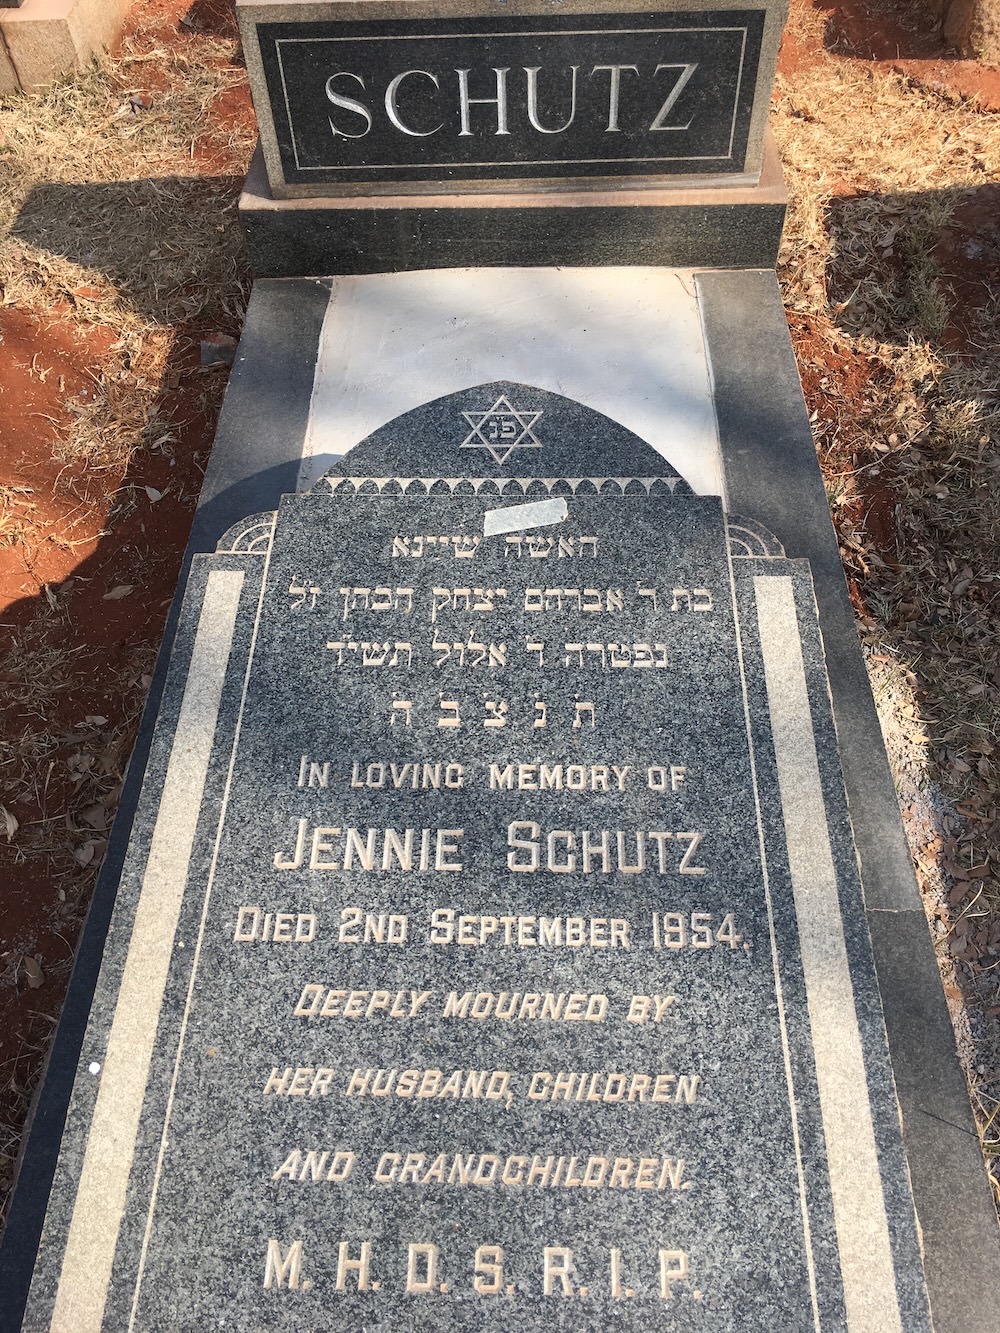 SCHUTZ
פנ
האשה שיינא
בת ר' אברהם יצחק הכהן ז"ל
נפטרה ד' אלול תשי"ד
ת נ צ ב ה
IN LOVING MEMORY OF
JENNIE SCHUTZ
DIED 2ND SEPTEMBER 1954.
DEEPLY MOURNED BY
HER HUSBAND, CHILDREN
AND GRANDCHILDREN.
M. H. D. S. R. I. P.